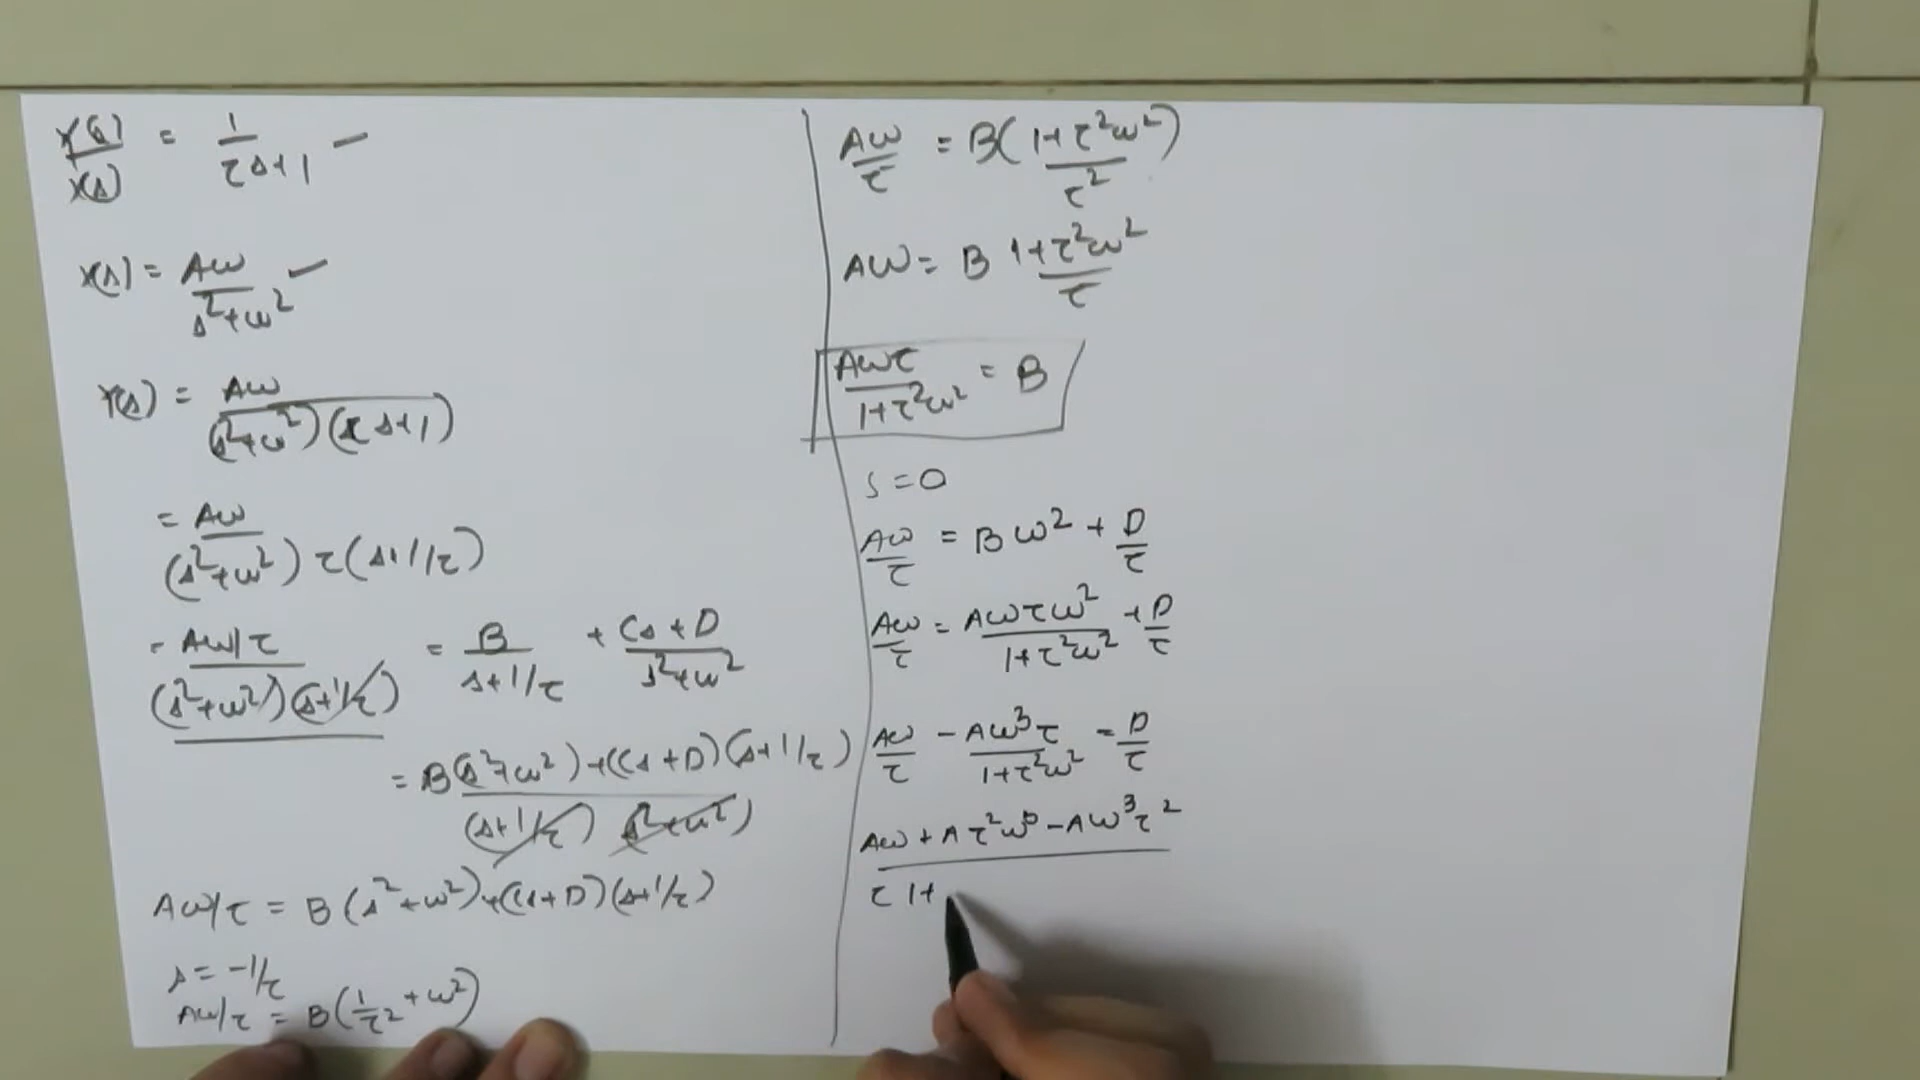 Y(s)/X(s) = 1/τs+1 –
X(s) = Aω/s²+ω² –
Y(s) = Aω/(s²+ω²)(τs+1)
= Aω/(s²+ω²) τ(s+1/τ)
= Aω/τ/(s²+ω²)(s+1/τ) = B/s+1/τ + Cs+D/s²+ω²
= B(s²+ω²)+(Cs+D)(s+1/τ)/(s+1/τ) (s²+ω²)
Aω/τ = B(s²+ω²)+(Cs+D)(s+1/τ)
s = -1/τ
Aω/τ = B(1/τ²+ω²)
Aω/τ = B(1+τ²ω²)/τ²
Aω = B 1+τ²ω²/τ
Aωτ/1+τ²ω² = B
s = 0
Aω/τ = Bω² + D/τ
Aω/τ = Aωτω²/1+τ²ω² + D/τ
Aω/τ - Aω³τ/1+τ²ω² = D/τ
Aω + Aτ²ω³ - Aω³τ²
τ 1+